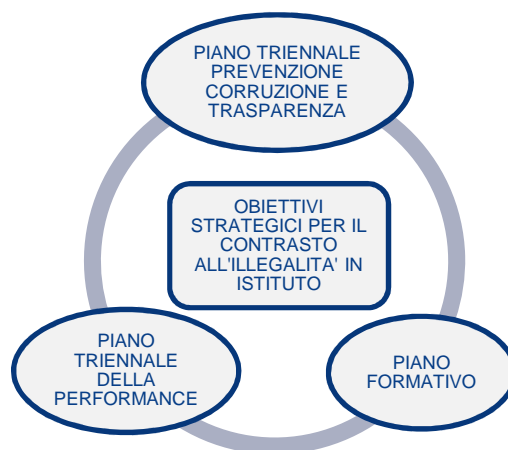 PIANO TRIENNALE
PREVENZIONE
CORRUZIONE E
TRASPARENZA
OBIETTIVI
STRATEGICI PER IL
CONTRASTO
ALL'ILLEGALITA' IN
ISTITUTO
PIANO
TRIENNALE
DELLA
PERFORMANCE
PIANO
FORMATIVO